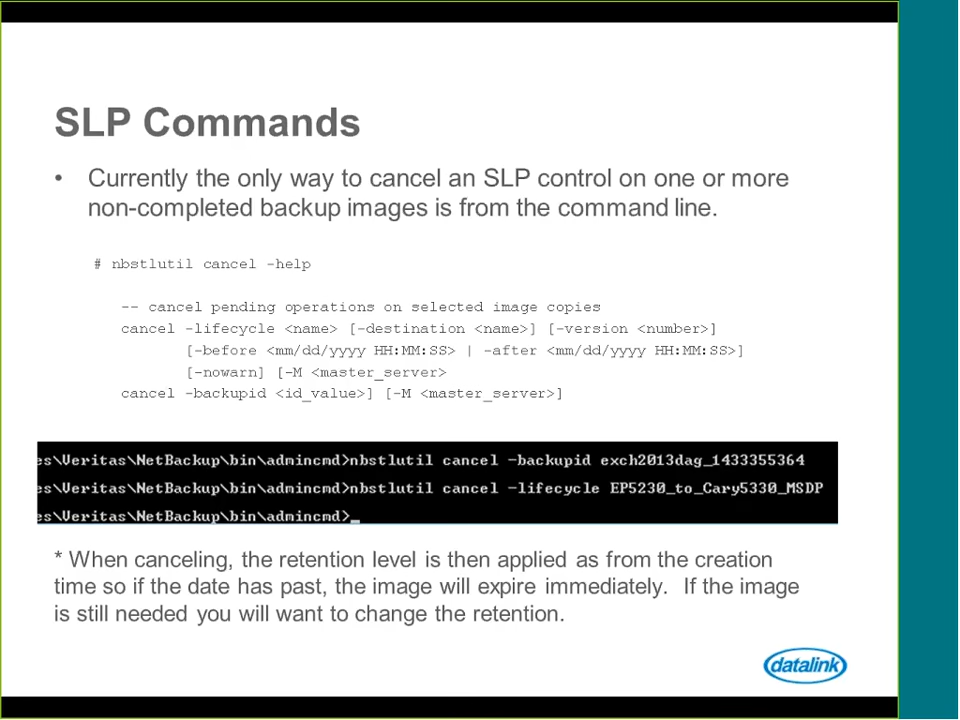 SLP Commands
• Currently the only way to cancel an SLP control on one or more
non-completed backup images is from the command line.
# nbstlutil cancel -help
-- cancel pending operations on selected image copies
cancel -lifecycle <name> [-destination <name>] [-version <number>]
[-before <mm/dd/yyyy HH:MM:SS> | -after <mm/dd/yyyy HH:MM:SS>]
[-nowarn] [-M <master_server>
cancel -backupid <id_value>] [-M <master_server>]
es\Veritas\NetBackup\bin\admincmd>nbstlutil cancel -backupid exch2013dag_1433355364
es\Veritas\NetBackup\bin\admincmd>nbstlutil cancel -lifecycle EP5230_to_Cary5330_MSDP
es\Veritas\NetBackup\bin\admincmd>_
* When canceling, the retention level is then applied as from the creation
time so if the date has past, the image will expire immediately. If the image
is still needed you will want to change the retention.
datalink